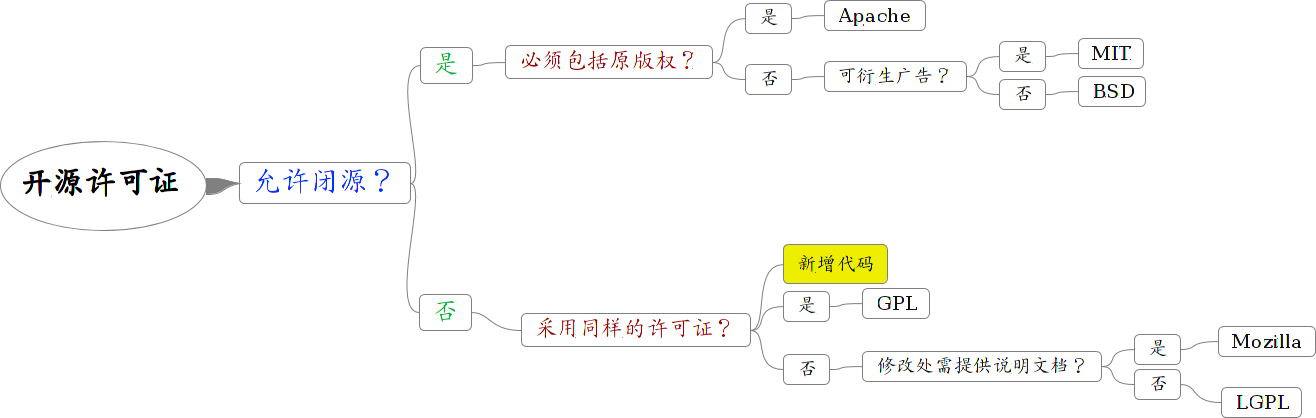 开源许可证
允许闭源？
是
必须包括原版权？
是
Apache
否
可衍生广告？
是
MIT
否
BSD
否
采用同样的许可证？
新增代码
是
GPL
否
修改处需提供说明文档？
是
Mozilla
否
LGPL